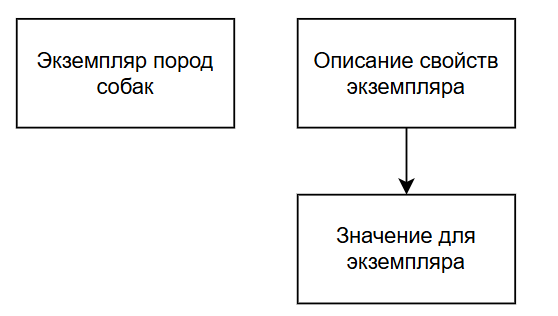 Экземпляр пород
собак
Описание свойств
экземпляра
Значение для
экземпляра